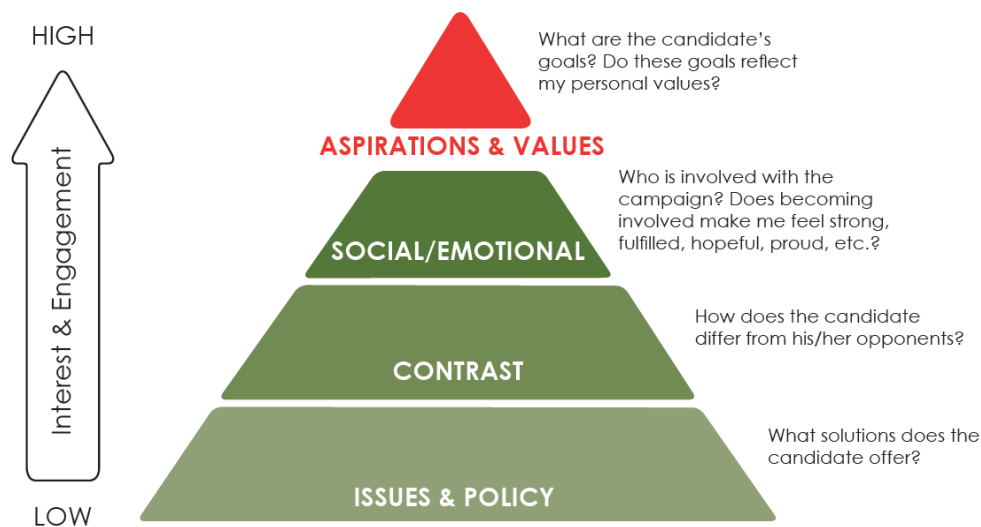 HIGH
What are the candidate’s
goals? Do these goals reflect
my personal values?
ASPIRATIONS & VALUES
Who is involved with the
campaign? Does becoming
involved make me feel strong,
fulfilled, hopeful, proud, etc.?
SOCIAL/EMOTIONAL
Interest & Engagement
How does the candidate
differ from his/her opponents?
CONTRAST
What solutions does the
candidate offer?
ISSUES & POLICY
LOW